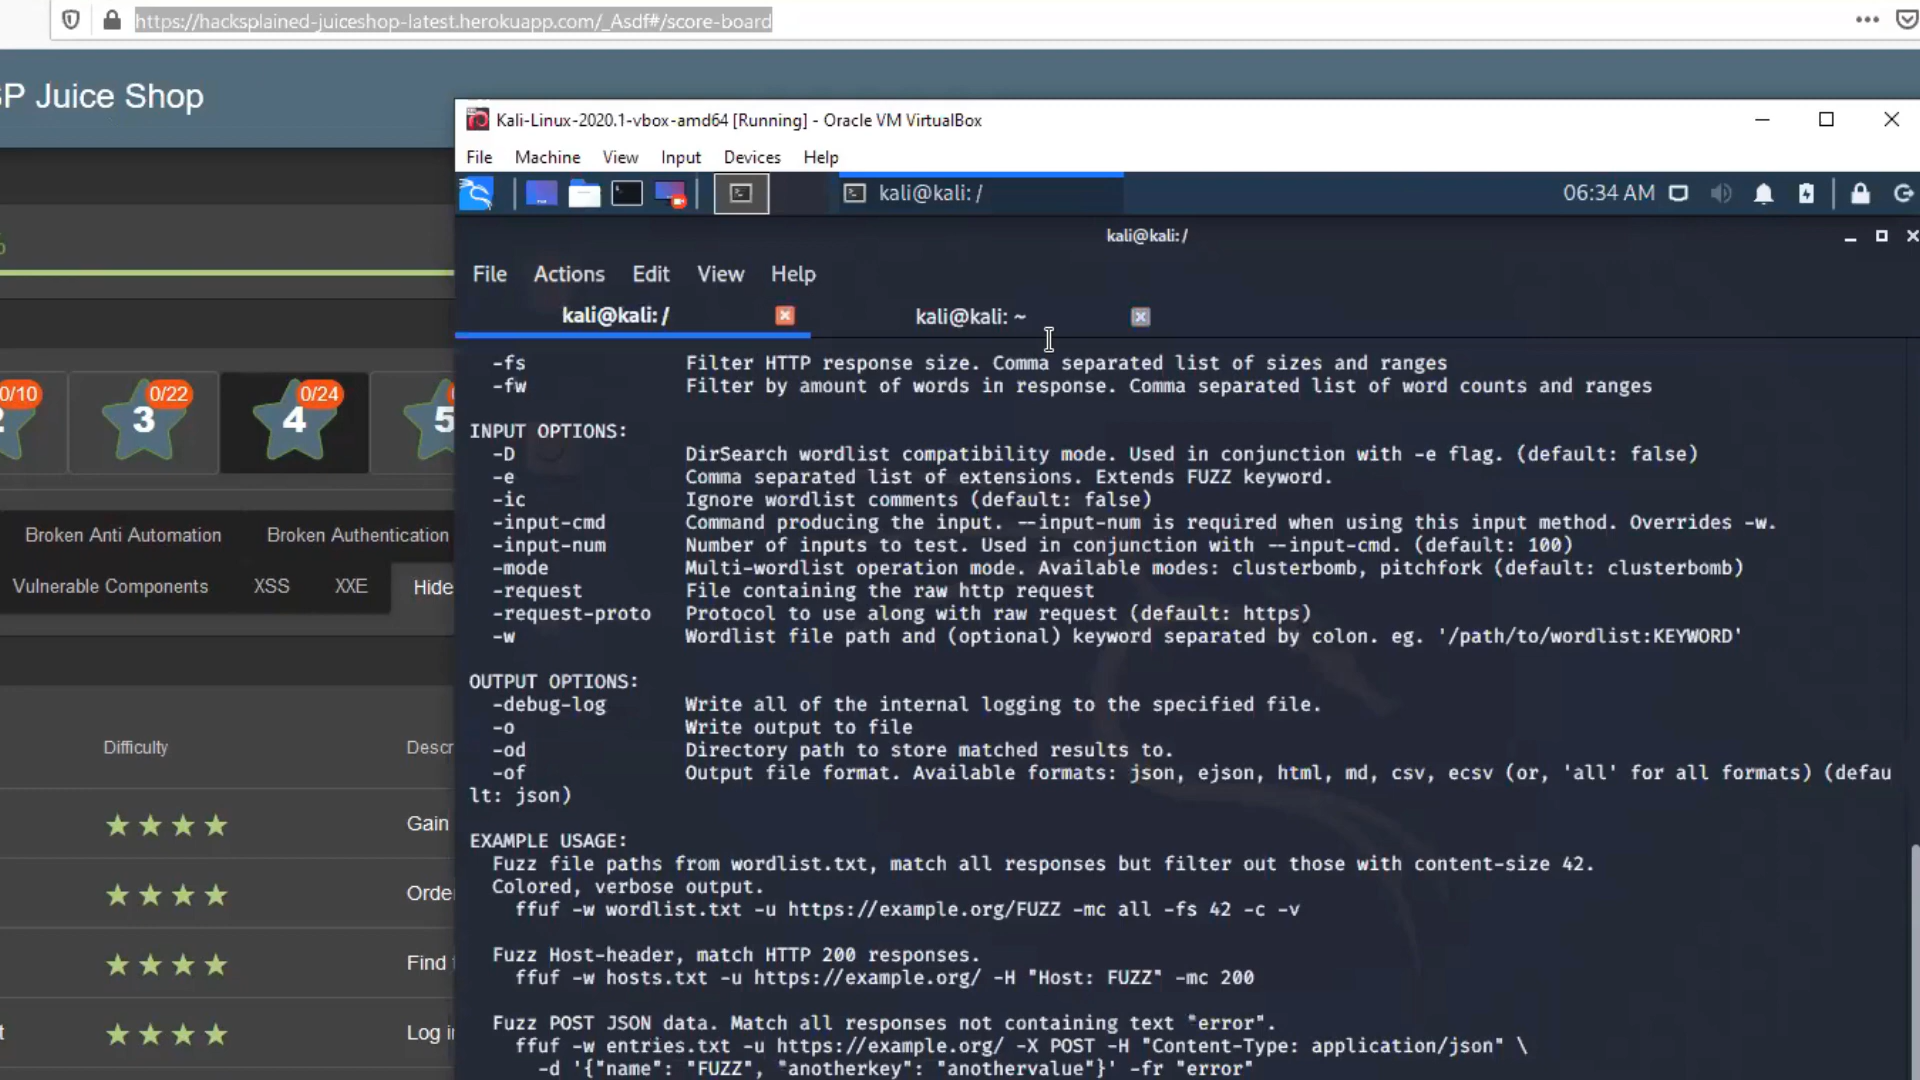 https://hacksplained-juiceshop-latest.herokuapp.com/_Asdf#/score-board
SP Juice Shop
Kali-Linux-2020.1-vbox-amd64 [Running] - Oracle VM VirtualBox
File Machine View Input Devices Help
kali@kali: /
06:34 AM
kali@kali: /
File Actions Edit View Help
kali@kali: /
kali@kali: ~
-fs Filter HTTP response size. Comma separated list of sizes and ranges
-fw Filter by amount of words in response. Comma separated list of word counts and ranges
INPUT OPTIONS:
-D DirSearch wordlist compatibility mode. Used in conjunction with -e flag. (default: false)
-e Comma separated list of extensions. Extends FUZZ keyword.
-ic Ignore wordlist comments (default: false)
-input-cmd Command producing the input. --input-num is required when using this input method. Overrides -w.
-input-num Number of inputs to test. Used in conjunction with --input-cmd. (default: 100)
-mode Multi-wordlist operation mode. Available modes: clusterbomb, pitchfork (default: clusterbomb)
-request File containing the raw http request
-request-proto Protocol to use along with raw request (default: https)
-w Wordlist file path and (optional) keyword separated by colon. eg. '/path/to/wordlist:KEYWORD'
OUTPUT OPTIONS:
-debug-log Write all of the internal logging to the specified file.
-o Write output to file
-od Directory path to store matched results to.
-of Output file format. Available formats: json, ejson, html, md, csv, ecsv (or, 'all' for all formats) (defau
lt: json)
EXAMPLE USAGE:
Fuzz file paths from wordlist.txt, match all responses but filter out those with content-size 42.
Colored, verbose output.
ffuf -w wordlist.txt -u https://example.org/FUZZ -mc all -fs 42 -c -v
Fuzz Host-header, match HTTP 200 responses.
ffuf -w hosts.txt -u https://example.org/ -H "Host: FUZZ" -mc 200
Fuzz POST JSON data. Match all responses not containing text "error".
ffuf -w entries.txt -u https://example.org/ -X POST -H "Content-Type: application/json" \
-d '{"name": "FUZZ", "anotherkey": "anothervalue"}' -fr "error"
%
2 0/10
3 0/22
4 0/24
5
Broken Anti Automation Broken Authentication
Vulnerable Components XSS XXE Hide
Difficulty Descr
Gain
Orde
Find
t Log i